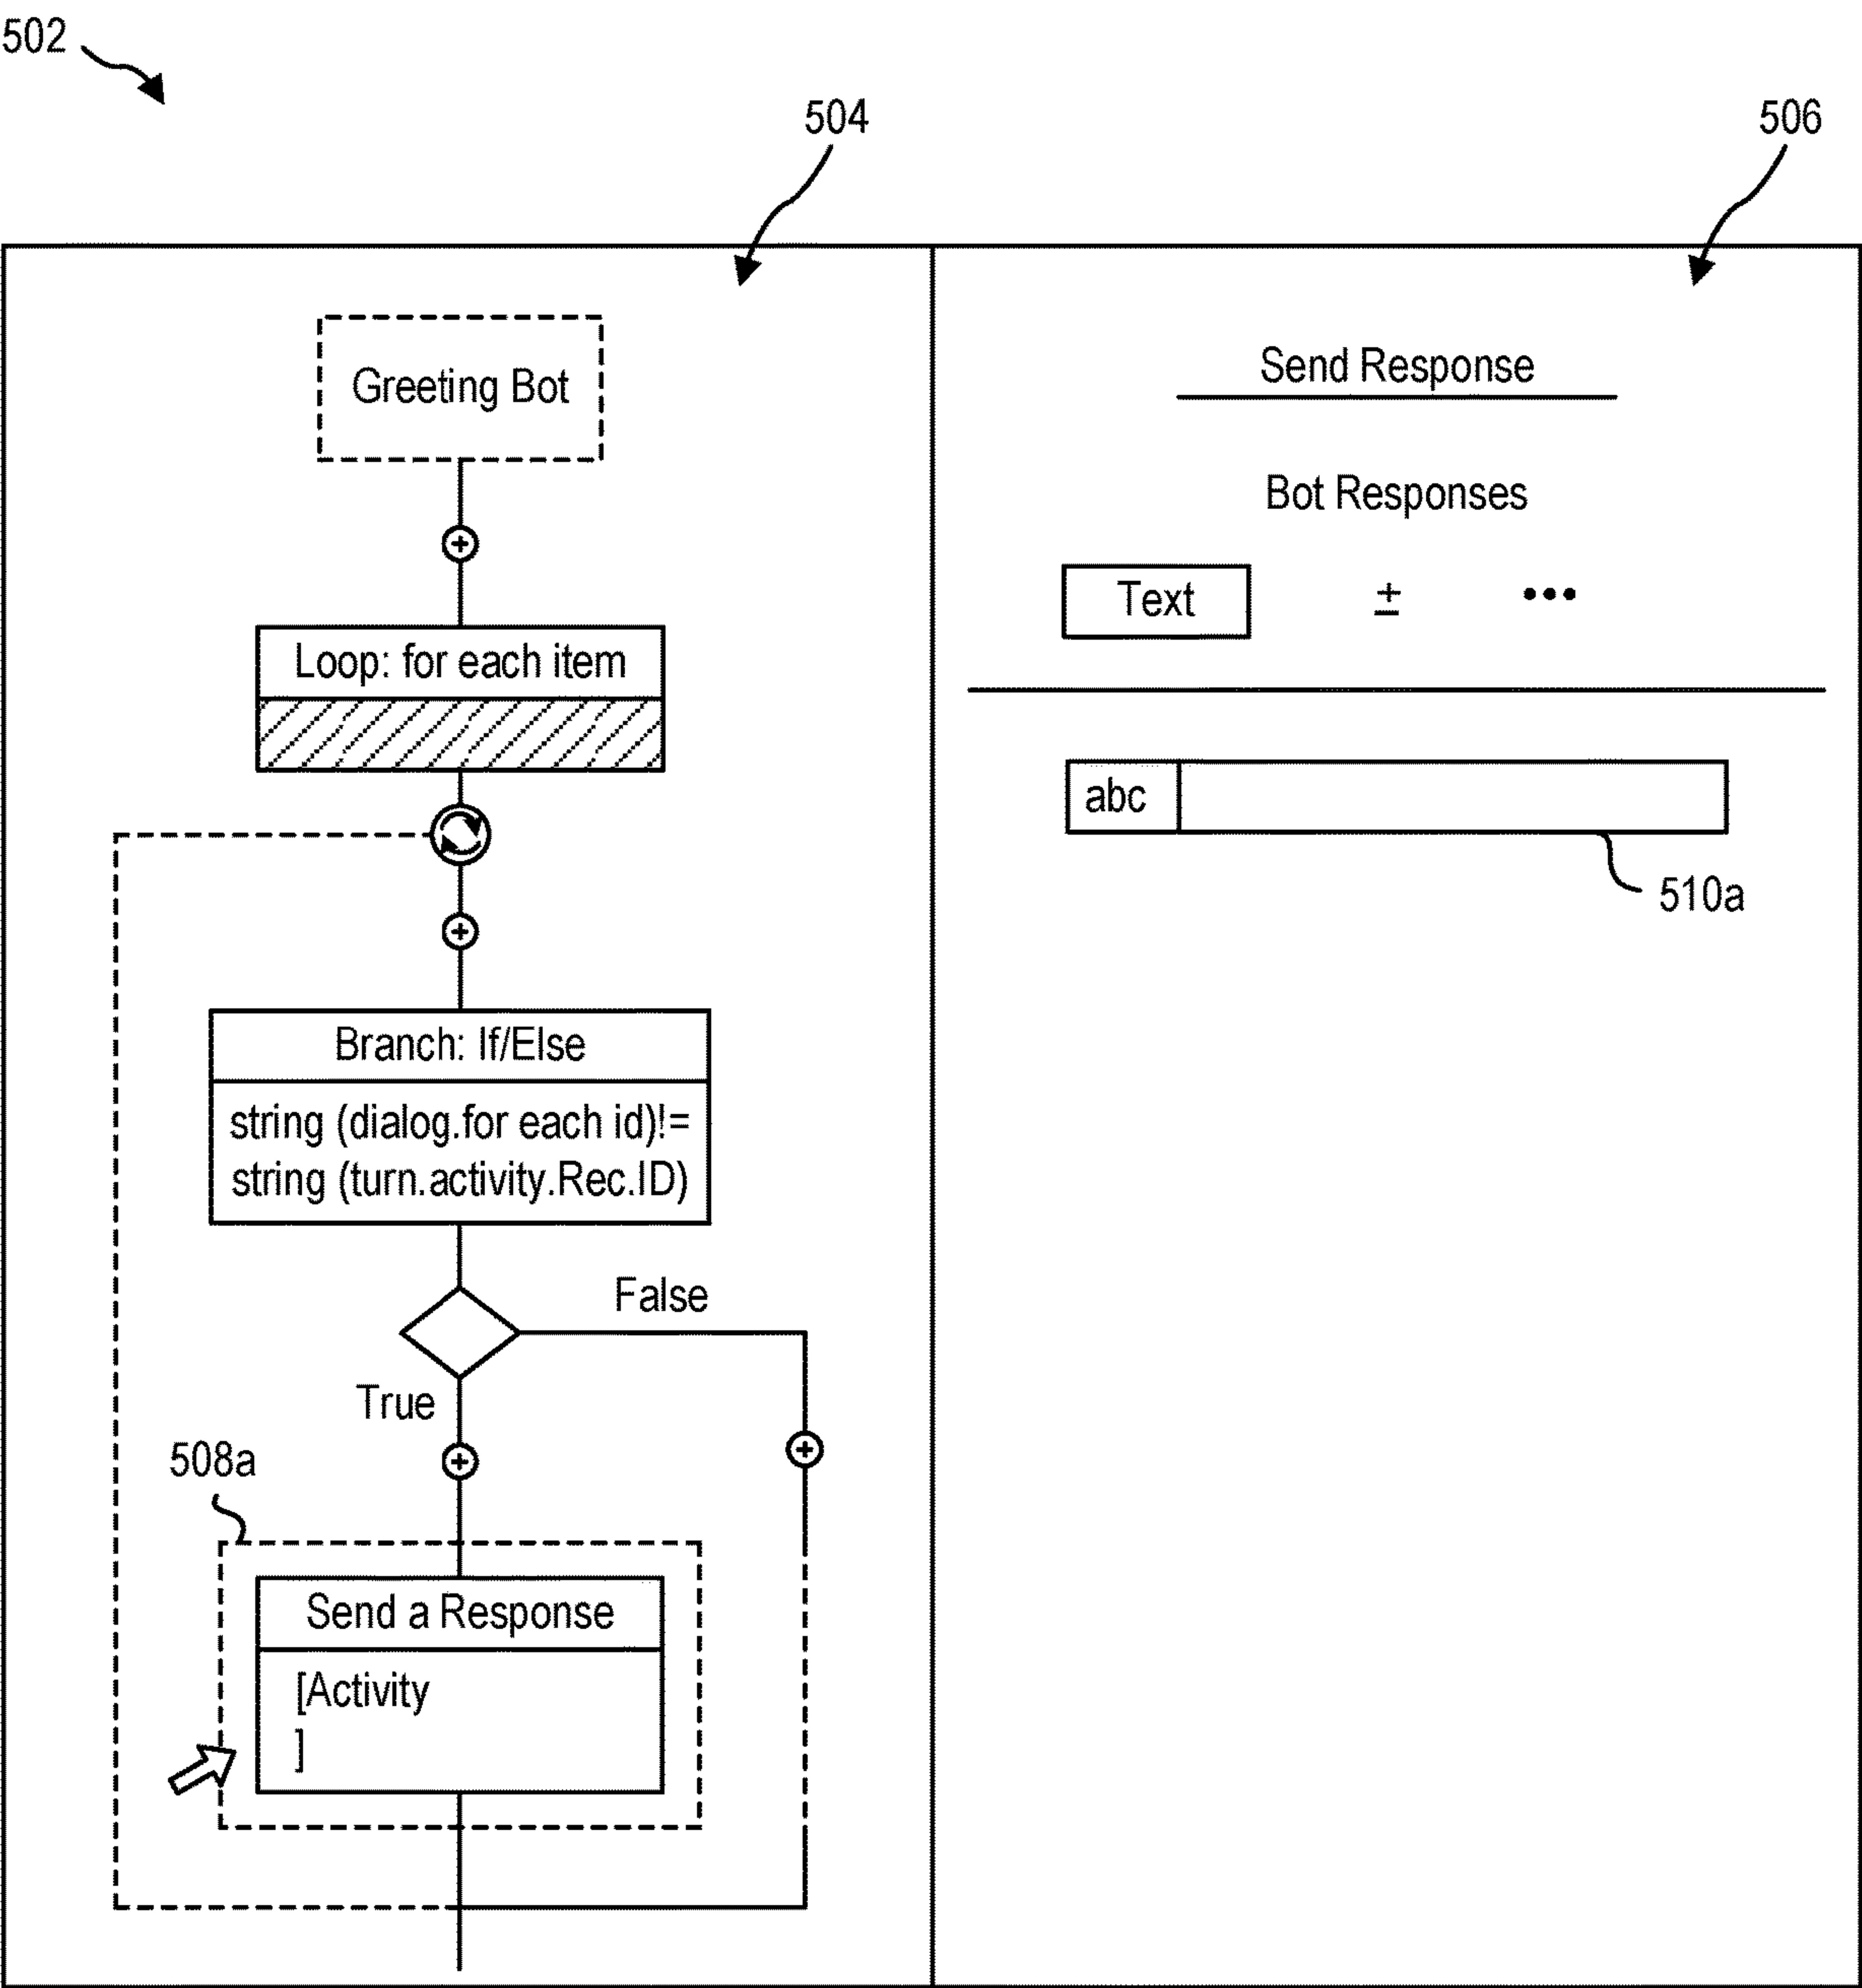 502
504
506
Greeting Bot
Loop: for each item
Branch: If/Else
string (dialog.for each id)!=
string (turn.activity.Rec.ID)
False
True
508a
Send a Response
[Activity
]
Send Response
Bot Responses
Text
±
•••
abc
510a